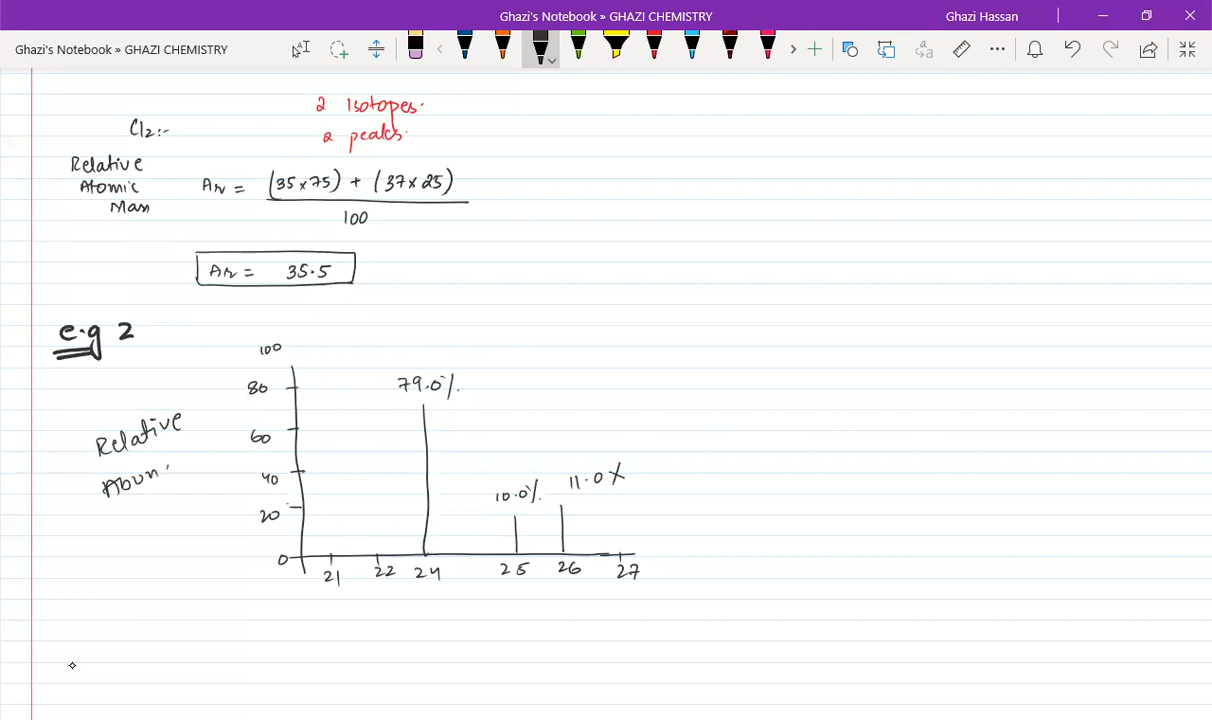 Ghazi's Notebook » GHAZI CHEMISTRY
Ghazi Hassan
Ghazi's Notebook » GHAZI CHEMISTRY
2 Isotopes.
Cl2:-
2 peaks.
Relative
Atomic
Mass
Ar = (35×75) + (37×25)
100
Ar = 35.5
e.g 2
100
80
79.0%.
Relative
60
Abun
40
11.0%
10.0%.
20
0
21 22 24 25 26 27